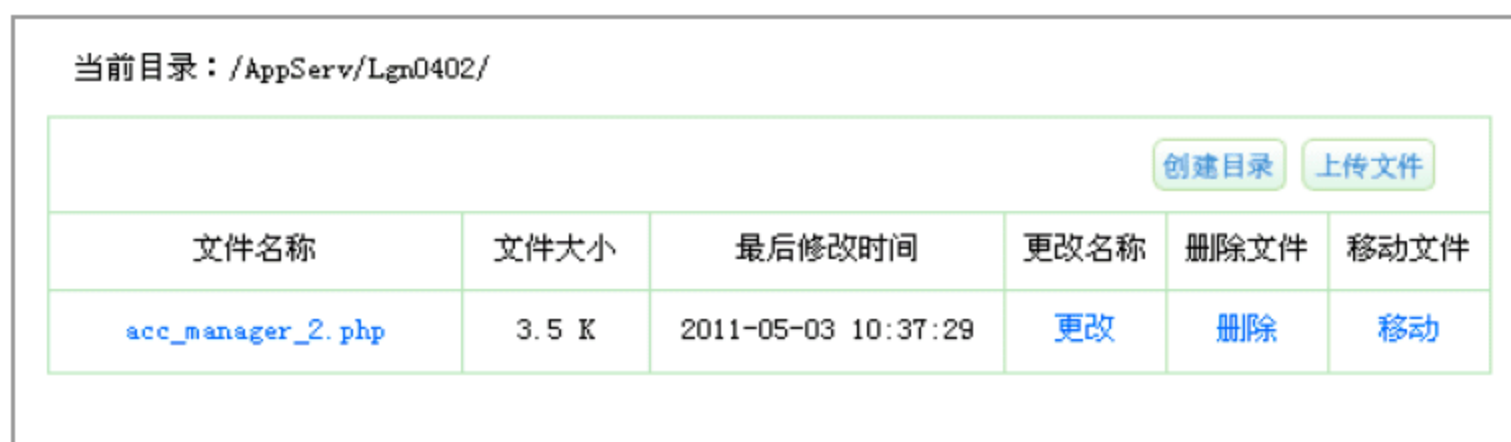 当前目录：/AppServ/Lgn0402/
创建目录 上传文件
文件名称 文件大小 最后修改时间 更改名称 删除文件 移动文件
acc_manager_2.php 3.5 K 2011-05-03 10:37:29 更改 删除 移动